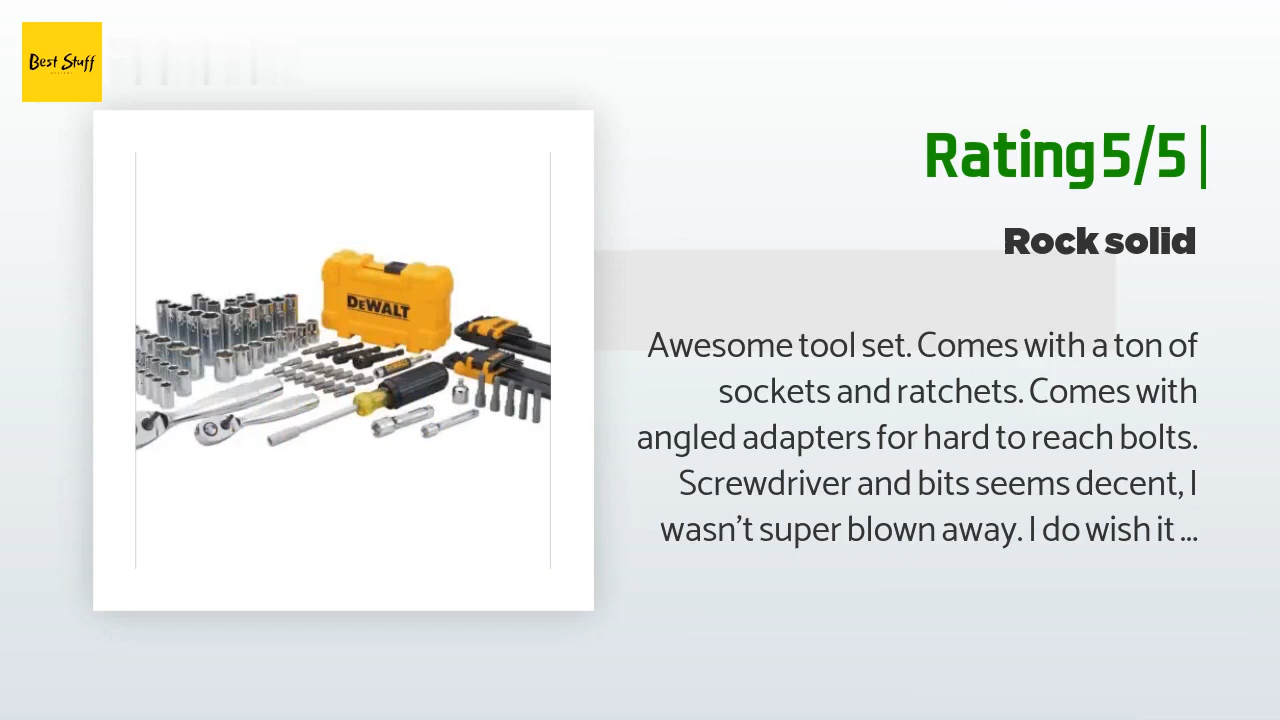 Best Stuff
Rating 5/5 |
Rock solid
DEWALT
Awesome tool set. Comes with a ton of
sockets and ratchets. Comes with
angled adapters for hard to reach bolts.
Screwdriver and bits seems decent, I
wasn't super blown away. I do wish it ...